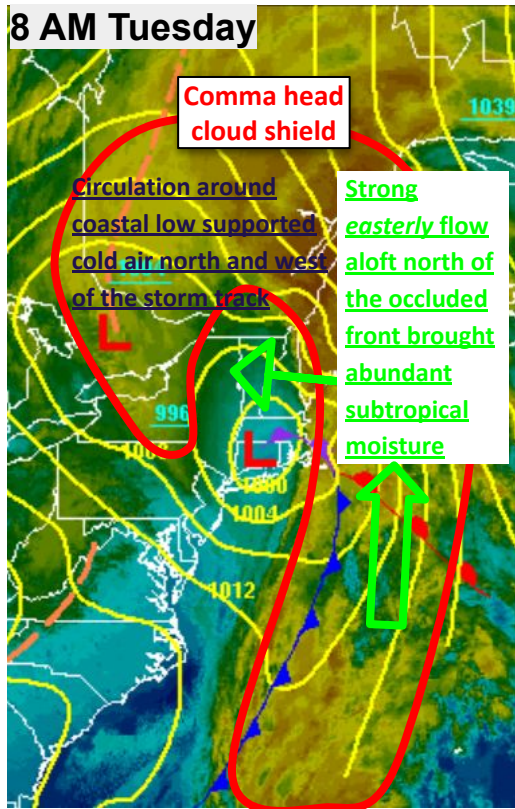 8 AM Tuesday
Comma head
cloud shield
1039
Circulation around
coastal low supported
cold air north and west
of the storm track
Strong
easterly flow
aloft north of
the occluded
front brought
abundant
subtropical
moisture
L
996
L
1000
1004
1012